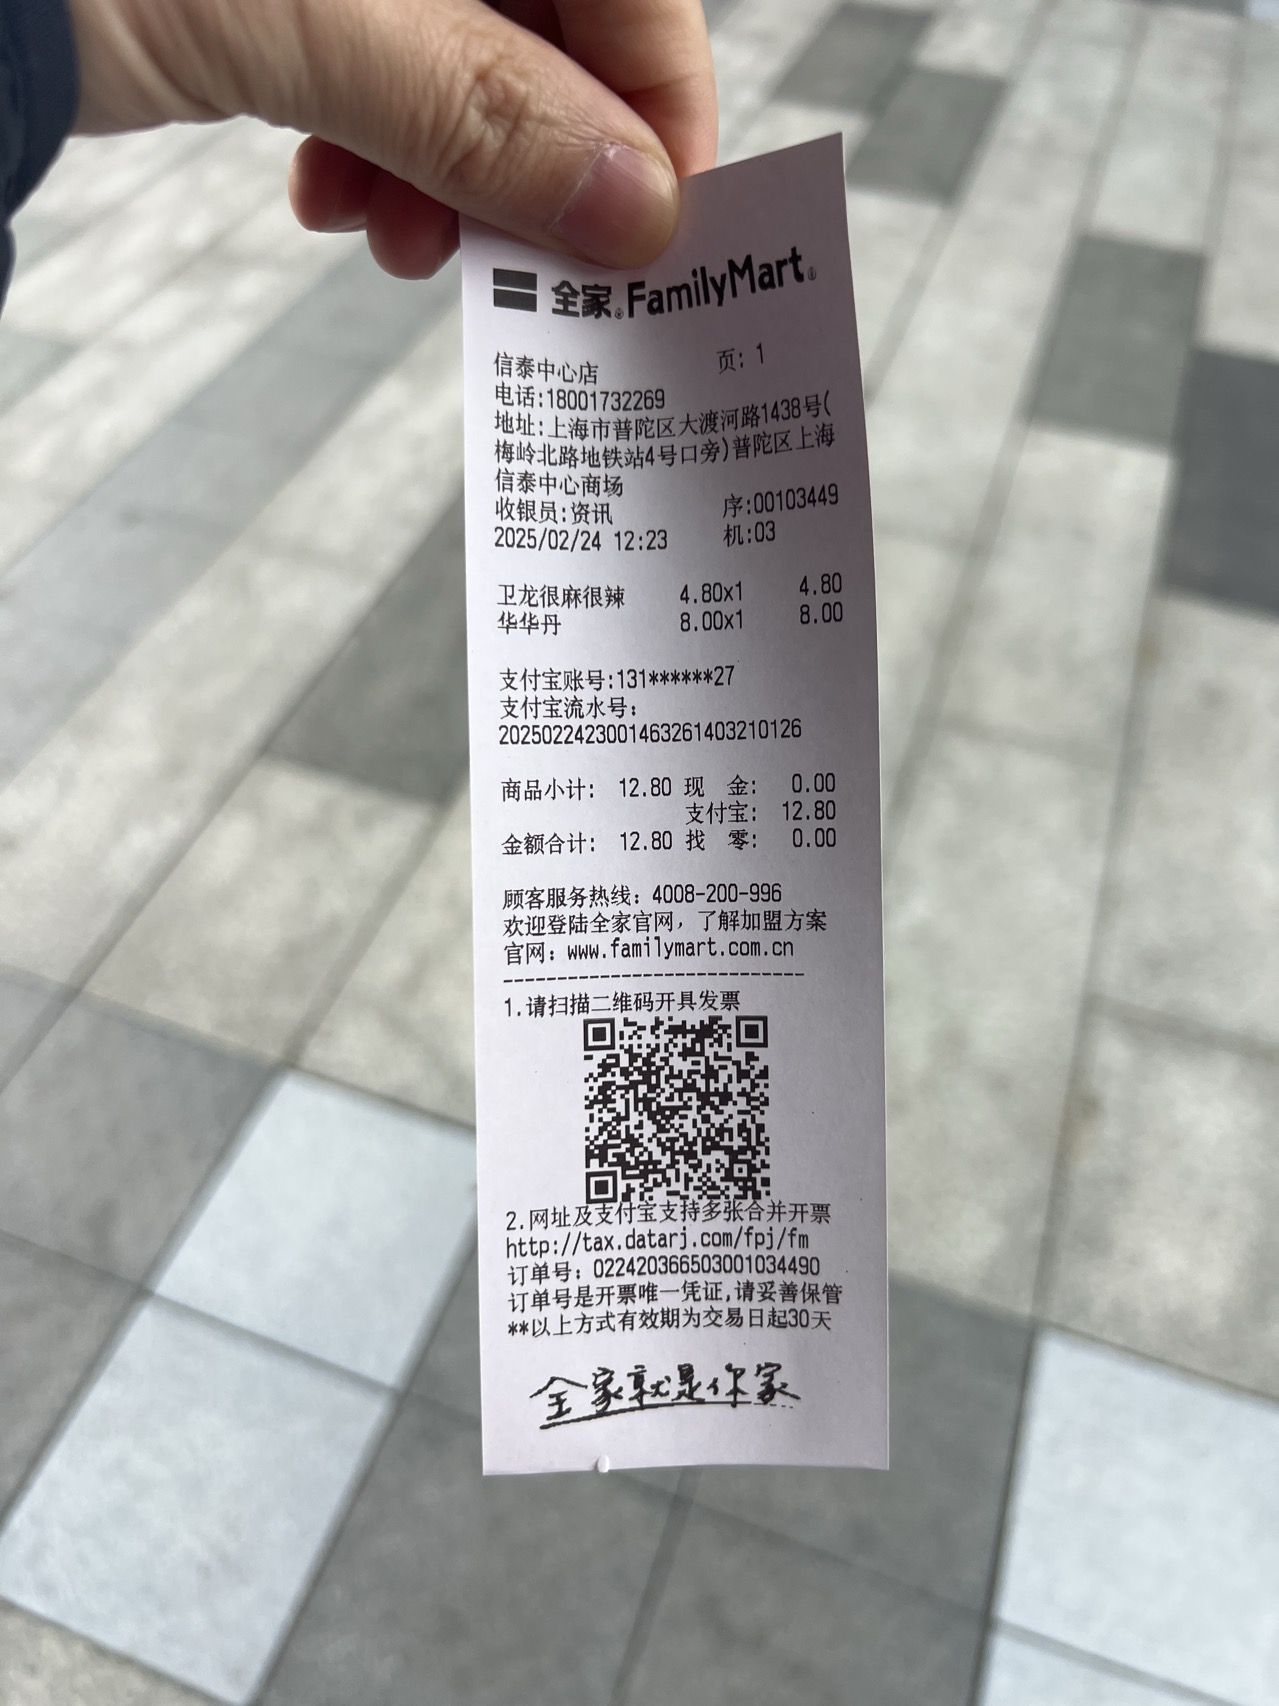 全家 FamilyMart
信泰中心店 页: 1
电话:18001732269
地址:上海市普陀区大渡河路1438号(
梅岭北路地铁站4号口旁)普陀区上海
信泰中心商场
收银员:资讯 序:00103449
2025/02/24 12:23 机:03
卫龙很麻很辣 4.80x1 4.80
华华丹 8.00x1 8.00
支付宝账号:131******27
支付宝流水号:
2025022423001463261403210126
商品小计: 12.80 现 金: 0.00
支付宝: 12.80
金额合计: 12.80 找 零: 0.00
顾客服务热线: 4008-200-996
欢迎登陆全家官网, 了解加盟方案
官网: www.familymart.com.cn
----------------------------
1.请扫描二维码开具发票
2.网址及支付宝支持多张合并开票
http://tax.datarj.com/fpj/fm
订单号: 022420366503001034490
订单号是开票唯一凭证,请妥善保管
**以上方式有效期为交易日起30天
全家就是你家